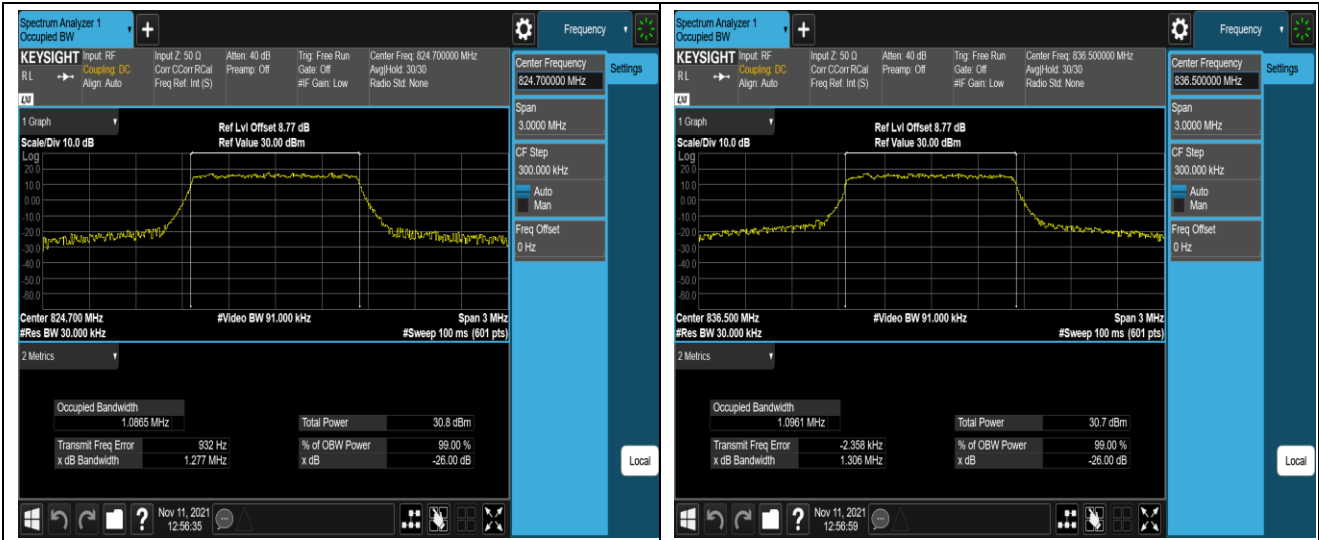 Spectrum Analyzer 1
Occupied BW
Frequency
KEYSIGHT
RL
LXI
Input: RF
Coupling: DC
Align: Auto
Input Z: 50 Ω
Corr CCorr RCal
Freq Ref: Int (S)
Atten: 40 dB
Preamp: Off
Trig: Free Run
Gate: Off
#IF Gain: Low
Center Freq: 824.700000 MHz
Avg|Hold: 30/30
Radio Std: None
Center Frequency
824.700000 MHz
Settings
Span
3.0000 MHz
CF Step
300.000 kHz
Auto
Man
Freq Offset
0 Hz
1 Graph
Scale/Div 10.0 dB
Ref Lvl Offset 8.77 dB
Ref Value 30.00 dBm
Log
20.0
10.0
0.00
-10.0
-20.0
-30.0
-40.0
-50.0
-60.0
Center 824.700 MHz
#Video BW 91.000 kHz
Span 3 MHz
#Res BW 30.000 kHz
#Sweep 100 ms (601 pts)
2 Metrics
Occupied Bandwidth
1.0865 MHz
Total Power 30.8 dBm
Transmit Freq Error 932 Hz
% of OBW Power 99.00 %
x dB Bandwidth 1.277 MHz
x dB -26.00 dB
Local
?
Nov 11, 2021
12:56:35
Spectrum Analyzer 1
Occupied BW
Frequency
KEYSIGHT
RL
LXI
Input: RF
Coupling: DC
Align: Auto
Input Z: 50 Ω
Corr CCorr RCal
Freq Ref: Int (S)
Atten: 40 dB
Preamp: Off
Trig: Free Run
Gate: Off
#IF Gain: Low
Center Freq: 836.500000 MHz
Avg|Hold: 30/30
Radio Std: None
Center Frequency
836.500000 MHz
Settings
Span
3.0000 MHz
CF Step
300.000 kHz
Auto
Man
Freq Offset
0 Hz
1 Graph
Scale/Div 10.0 dB
Ref Lvl Offset 8.77 dB
Ref Value 30.00 dBm
Log
20.0
10.0
0.00
-10.0
-20.0
-30.0
-40.0
-50.0
-60.0
Center 836.500 MHz
#Video BW 91.000 kHz
Span 3 MHz
#Res BW 30.000 kHz
#Sweep 100 ms (601 pts)
2 Metrics
Occupied Bandwidth
1.0961 MHz
Total Power 30.7 dBm
Transmit Freq Error -2.358 kHz
% of OBW Power 99.00 %
x dB Bandwidth 1.306 MHz
x dB -26.00 dB
Local
?
Nov 11, 2021
12:56:59